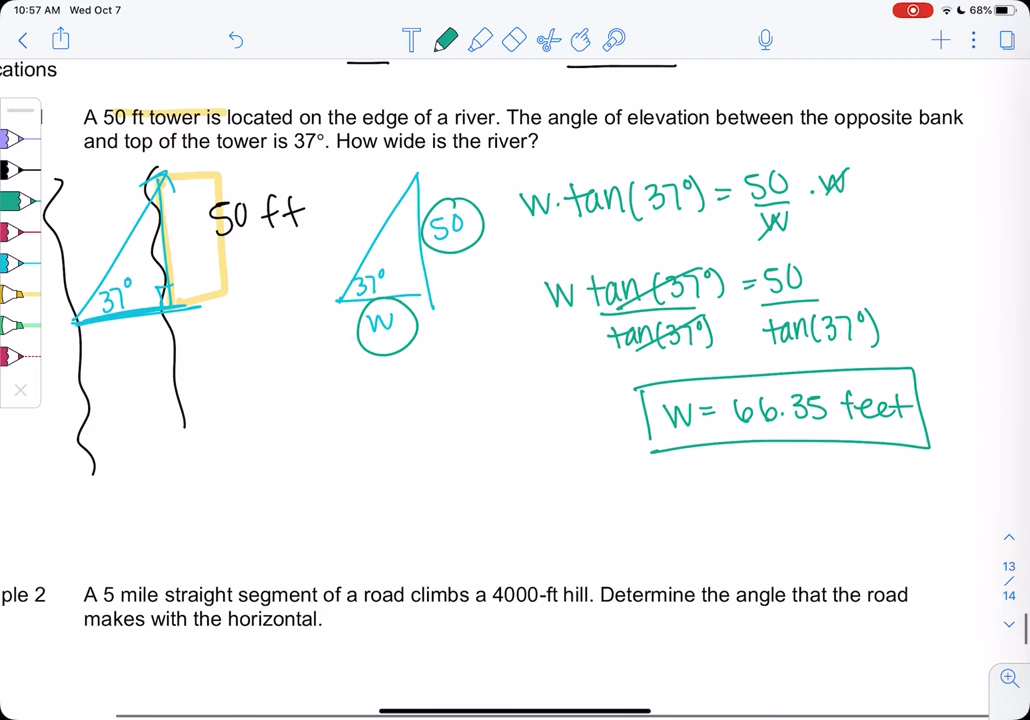 10:57 AM Wed Oct 7
68%
T
cations
A 50 ft tower is located on the edge of a river. The angle of elevation between the opposite bank
and top of the tower is 37°. How wide is the river?
50 ft
37°
50
37°
W
W · tan(37°) = 50/W · W
W tan(37°)/tan(37°) = 50/tan(37°)
W = 66.35 feet
13
/
14
ple 2
A 5 mile straight segment of a road climbs a 4000-ft hill. Determine the angle that the road
makes with the horizontal.